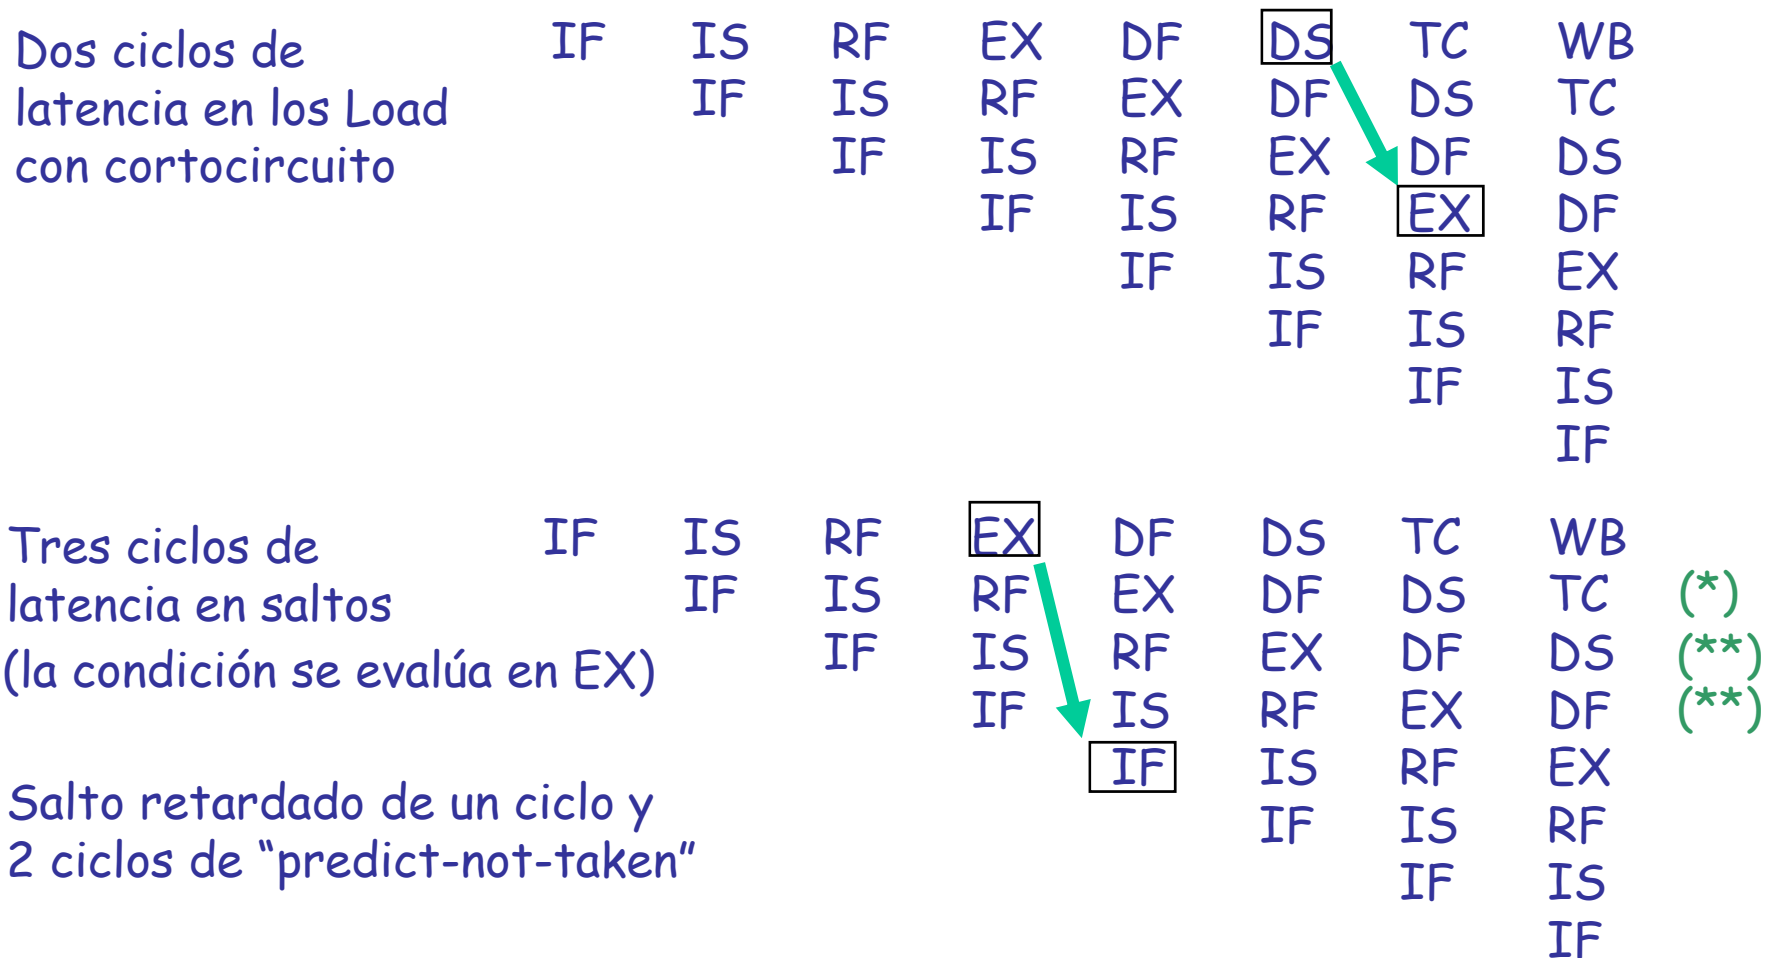 Dos ciclos de IF IS RF EX DF DS TC WB
latencia en los Load IF IS RF EX DF DS TC
con cortocircuito IF IS RF EX DF DS
IF IS RF EX DF
IF IS RF EX
IF IS RF
IF IS
IF
Tres ciclos de IF IS RF EX DF DS TC WB
latencia en saltos IF IS RF EX DF DS TC (*)
(la condición se evalúa en EX) IF IS RF EX DF DS (**)
IF IS RF EX DF (**)
IF IS RF EX
Salto retardado de un ciclo y IF IS RF
2 ciclos de “predict-not-taken” IF IS
IF